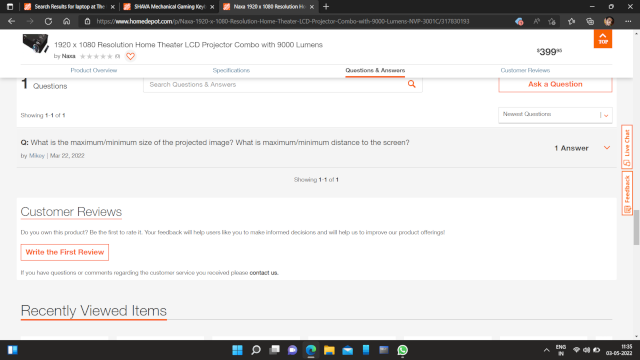 Search Results for laptop at The
SHAVA Mechanical Gaming Key
Naxa 1920 x 1080 Resolution Ho
https://www.homedepot.com/p/Naxa-1920-x-1080-Resolution-Home-Theater-LCD-Projector-Combo-with-9000-Lumens-NVP-3001C/317830193
1920 x 1080 Resolution Home Theater LCD Projector Combo with 9000 Lumens
by Naxa (0)
$399
TOP
Product Overview
Specifications
Questions & Answers
Customer Reviews
1 Questions
Search Questions & Answers
Ask a Question
Showing 1-1 of 1
Newest Questions
Q: What is the maximum/minimum size of the projected image? What is maximum/minimum distance to the screen?
by Mikey | Mar 22, 2022
1 Answer
Showing 1-1 of 1
Live Chat
Feedback
Customer Reviews
Do you own this product? Be the first to rate it. Your feedback will help users like you to make informed decisions and will help us to improve our product offerings!
Write the First Review
If you have questions or comments regarding the customer service you received please contact us.
Recently Viewed Items
ENG
IN
11:35
03-05-2022